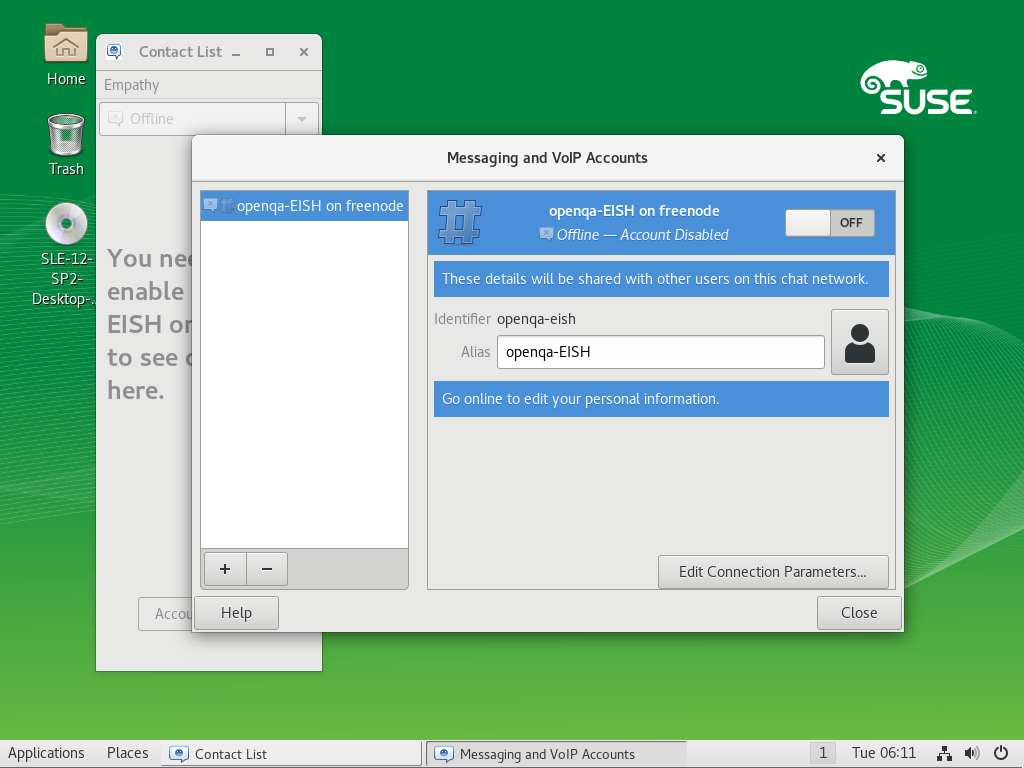 Home
Trash
SLE-12-
SP2-
Desktop-...
SUSE
Contact List
Empathy
Offline
You nee
enable
EISH or
to see c
here.
Accou
Messaging and VoIP Accounts
openqa-EISH on freenode
openqa-EISH on freenode
Offline — Account Disabled
OFF
These details will be shared with other users on this chat network.
Identifier openqa-eish
Alias openqa-EISH
Go online to edit your personal information.
+ −
Edit Connection Parameters...
Help
Close
Applications Places Contact List Messaging and VoIP Accounts 1 Tue 06:11